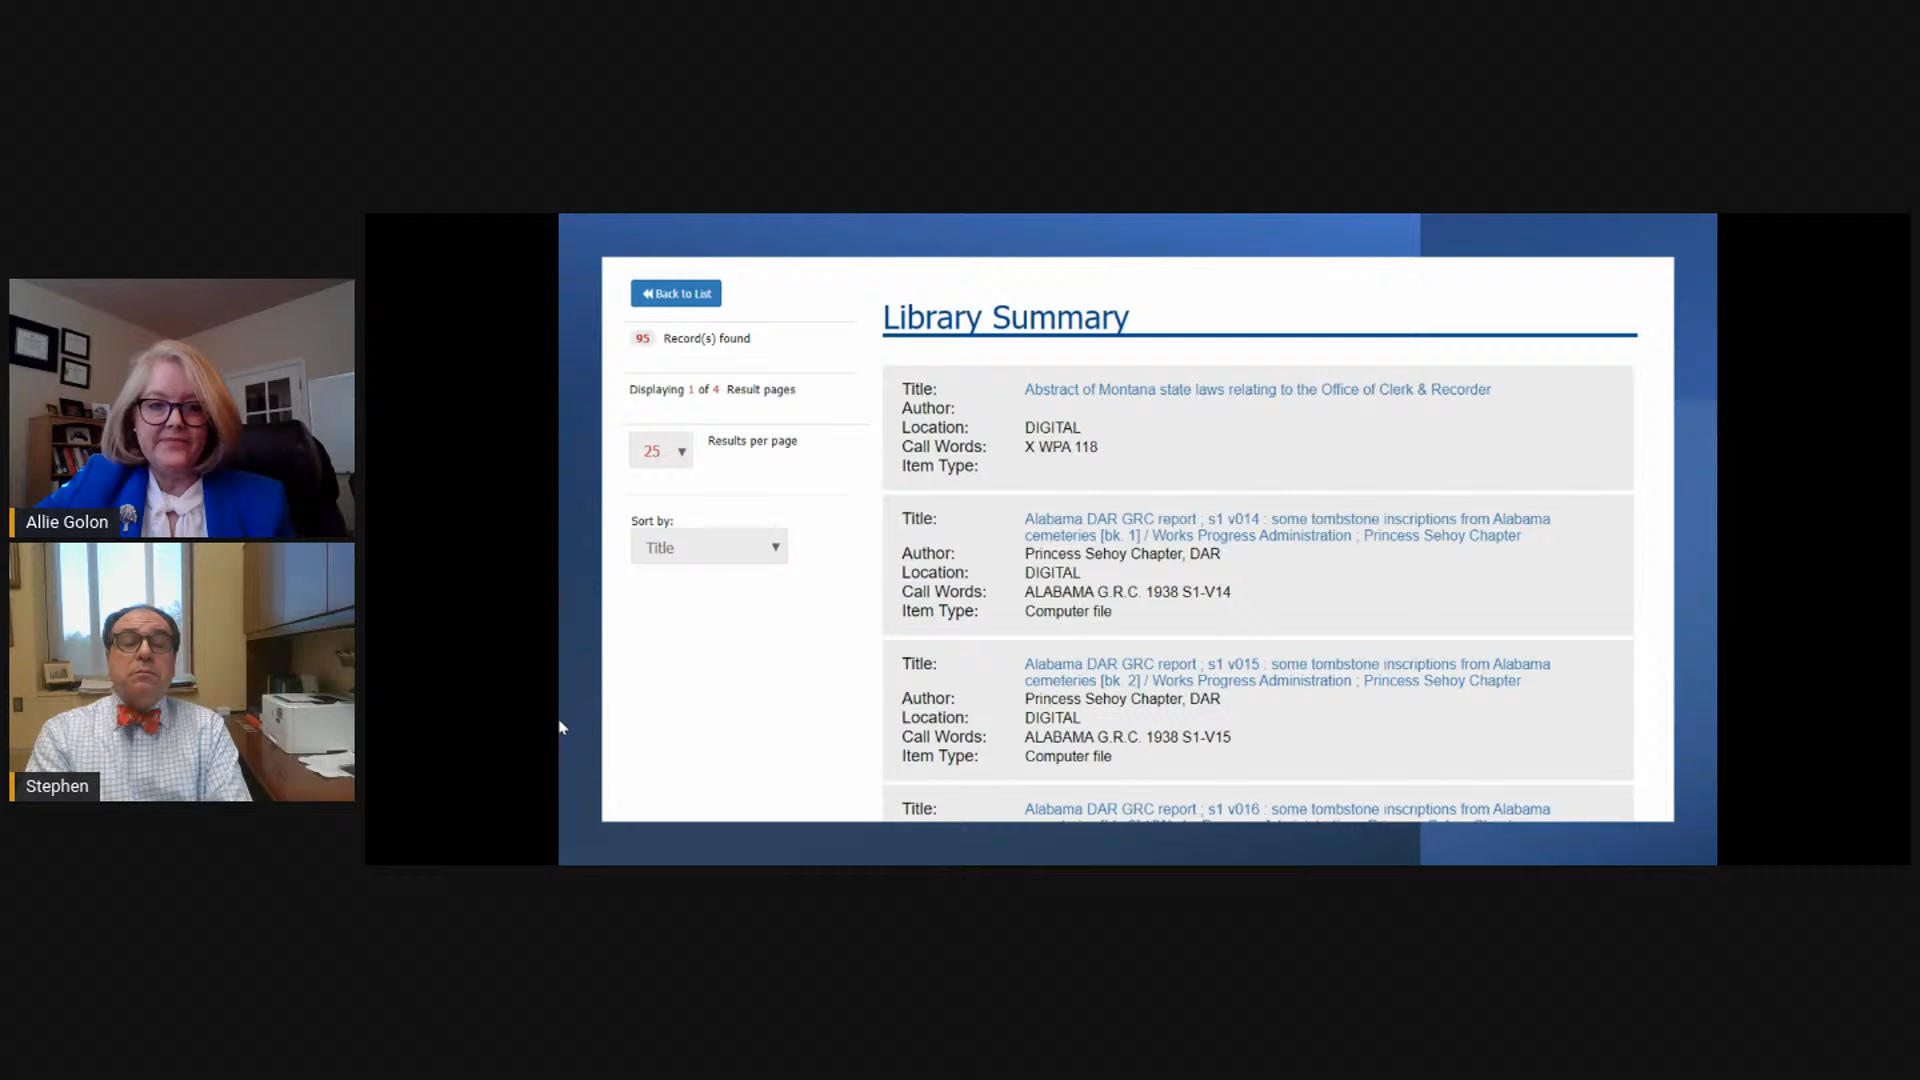 Allie Golon
Stephen
Back to List
95 Record(s) found
Displaying 1 of 4 Result pages
25 Results per page
Sort by:
Title
Library Summary
Title: Abstract of Montana state laws relating to the Office of Clerk & Recorder
Author:
Location: DIGITAL
Call Words: X WPA 118
Item Type:
Title: Alabama DAR GRC report ; s1 v014 : some tombstone inscriptions from Alabama
cemeteries [bk. 1] / Works Progress Administration ; Princess Sehoy Chapter
Author: Princess Sehoy Chapter, DAR
Location: DIGITAL
Call Words: ALABAMA G.R.C. 1938 S1-V14
Item Type: Computer file
Title: Alabama DAR GRC report ; s1 v015 : some tombstone inscriptions from Alabama
cemeteries [bk. 2] / Works Progress Administration ; Princess Sehoy Chapter
Author: Princess Sehoy Chapter, DAR
Location: DIGITAL
Call Words: ALABAMA G.R.C. 1938 S1-V15
Item Type: Computer file
Title: Alabama DAR GRC report ; s1 v016 : some tombstone inscriptions from Alabama